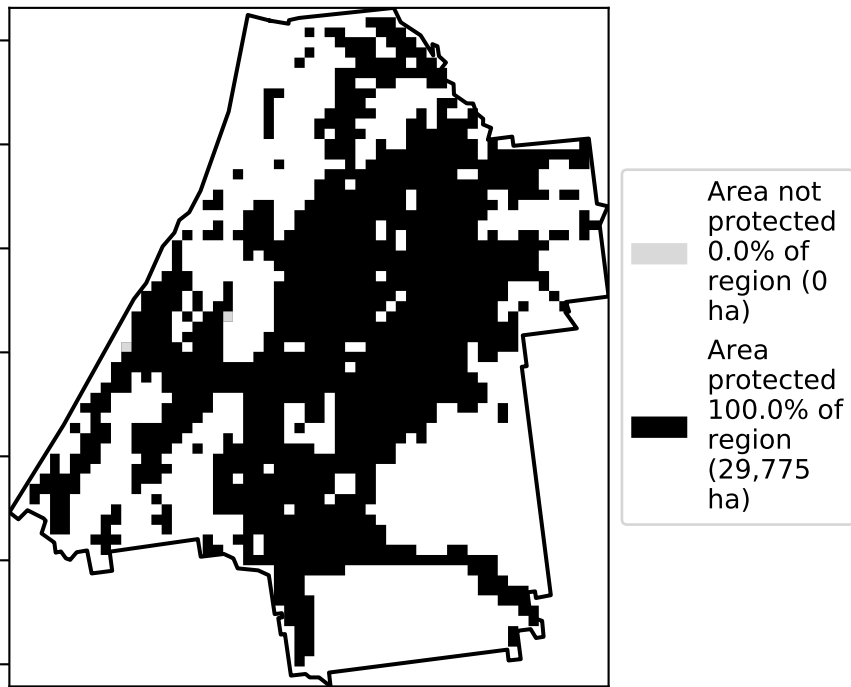 Area not
protected
0.0% of
region (0
ha)
Area
protected
100.0% of
region
(29,775
ha)